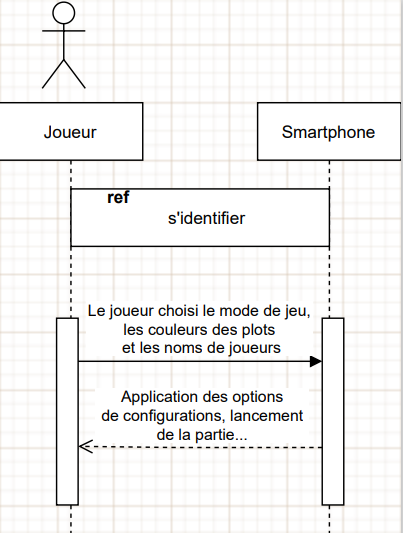 Joueur
Smartphone
ref
s'identifier
Le joueur choisi le mode de jeu,
les couleurs des plots
et les noms de joueurs
Application des options
de configurations, lancement
de la partie...